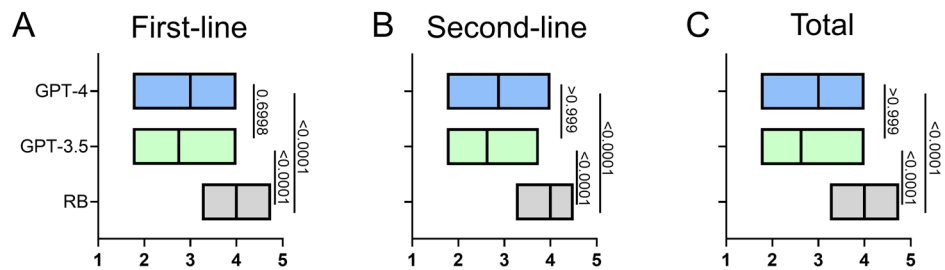 A First-line
B Second-line
C Total
GPT-4
GPT-3.5
RB
0.6998
<0.0001
<0.0001
>0.999
<0.0001
<0.0001
>0.999
<0.0001
<0.0001
1 2 3 4 5
1 2 3 4 5
1 2 3 4 5